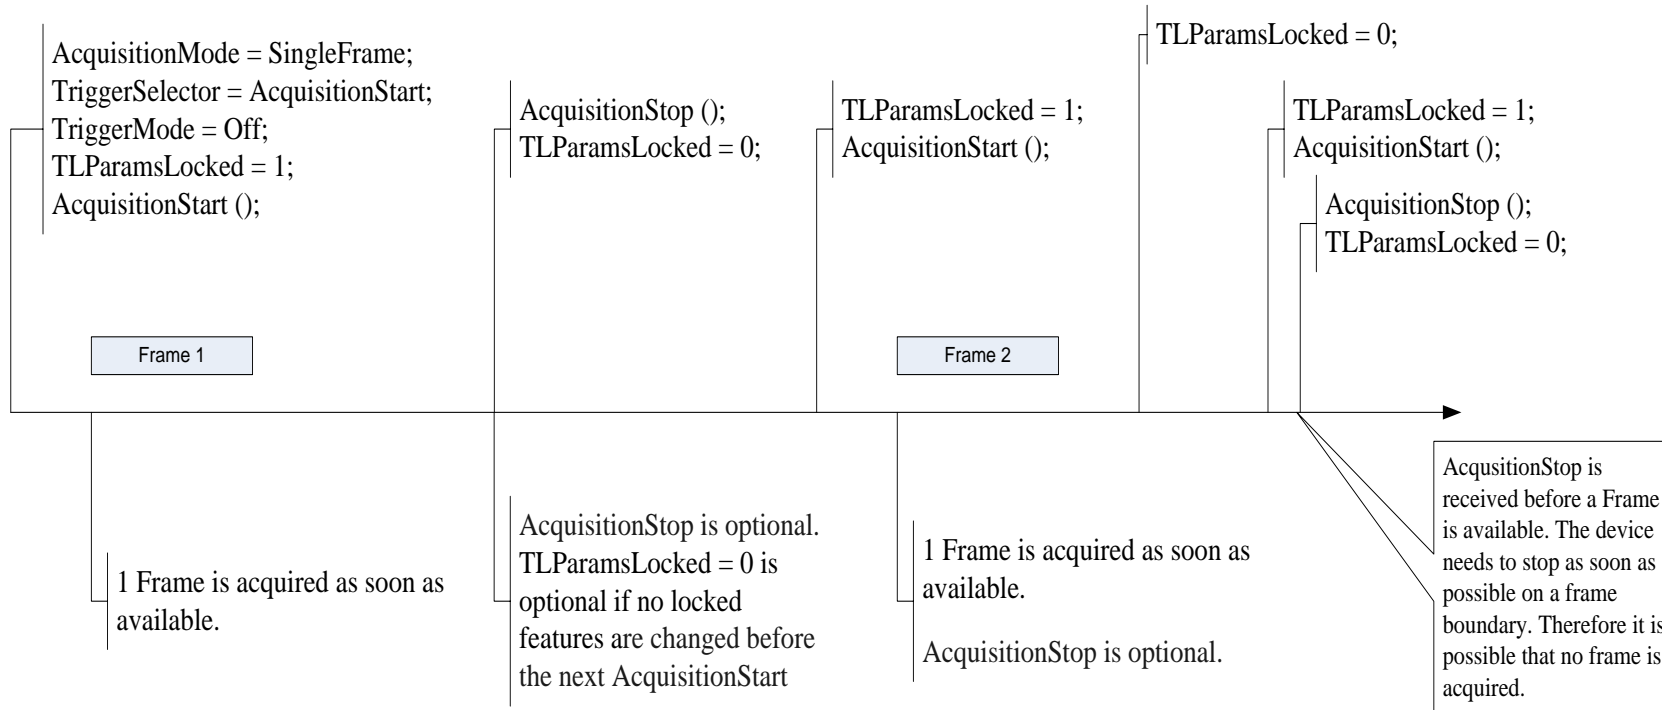 AcquisitionMode = SingleFrame;
TriggerSelector = AcquisitionStart;
TriggerMode = Off;
TLParamsLocked = 1;
AcquisitionStart ();
AcquisitionStop ();
TLParamsLocked = 0;
TLParamsLocked = 1;
AcquisitionStart ();
TLParamsLocked = 0;
TLParamsLocked = 1;
AcquisitionStart ();
AcquisitionStop ();
TLParamsLocked = 0;
Frame 1
Frame 2
1 Frame is acquired as soon as
available.
AcquisitionStop is optional.
TLParamsLocked = 0 is
optional if no locked
features are changed before
the next AcquisitionStart
1 Frame is acquired as soon as
available.
AcquisitionStop is optional.
AcqusitionStop is
received before a Frame
is available. The device
needs to stop as soon as
possible on a frame
boundary. Therefore it is
possible that no frame is
acquired.